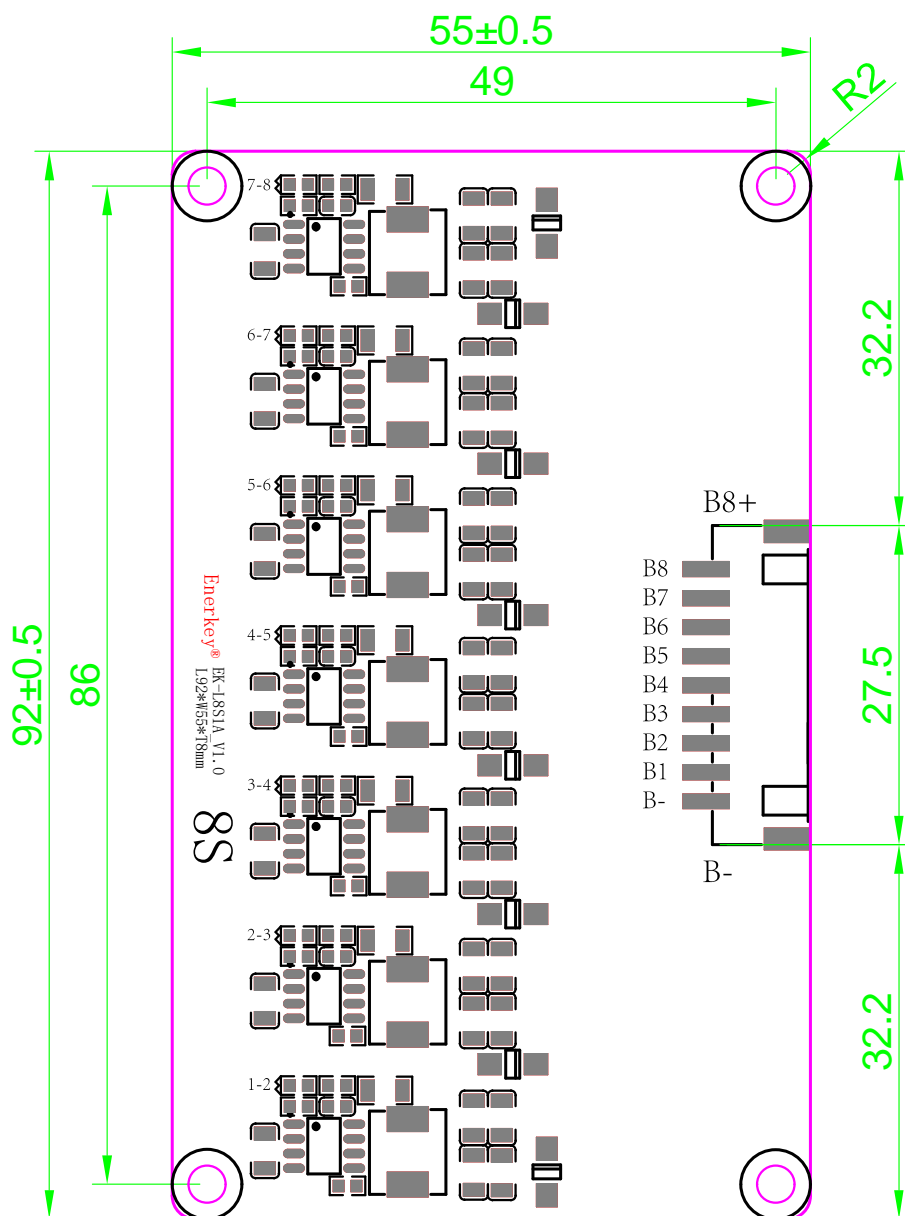 55±0.5
49
R2
7-8
6-7
5-6
4-5
3-4
2-3
1-2
92±0.5
86
Enerkey® EK-L8S1A_V1.0
L92*W55*T8mm
8S
B8+
B8
B7
B6
B5
B4
B3
B2
B1
B-
B-
32.2
27.5
32.2